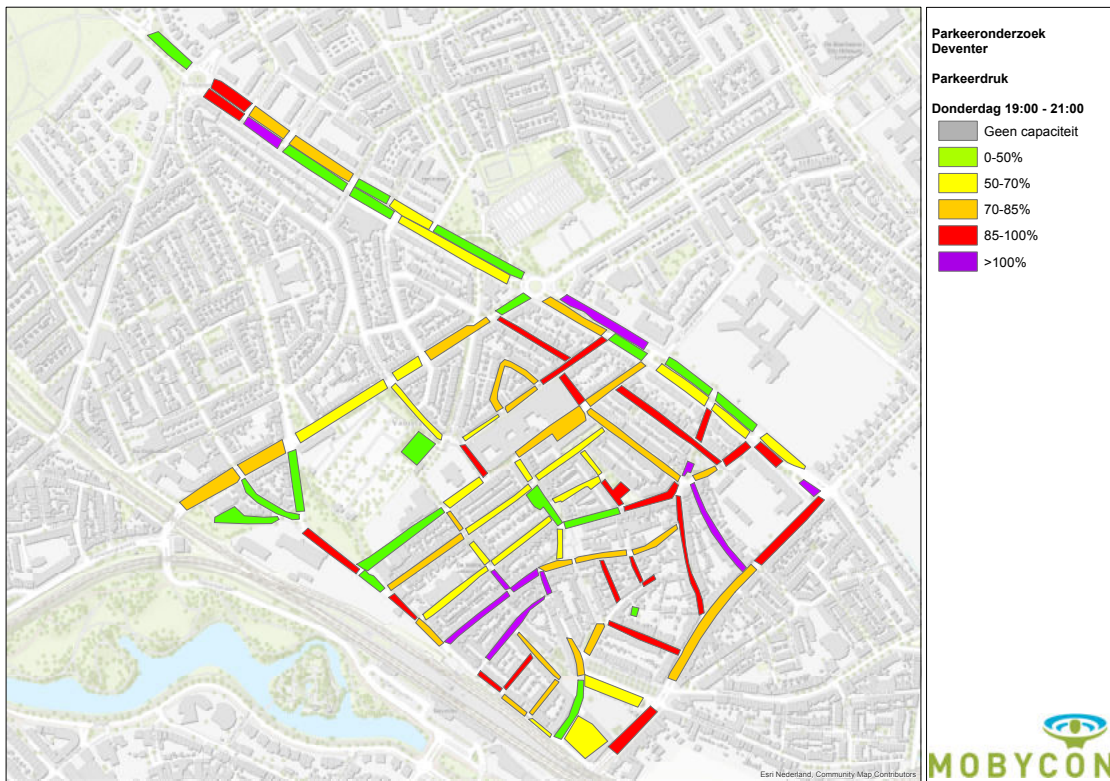 Parkeeronderzoek
Deventer
Parkeerdruk
Donderdag 19:00 - 21:00
Geen capaciteit
0-50%
50-70%
70-85%
85-100%
>100%
Esri Nederland, Community Map Contributors
MOBYCON